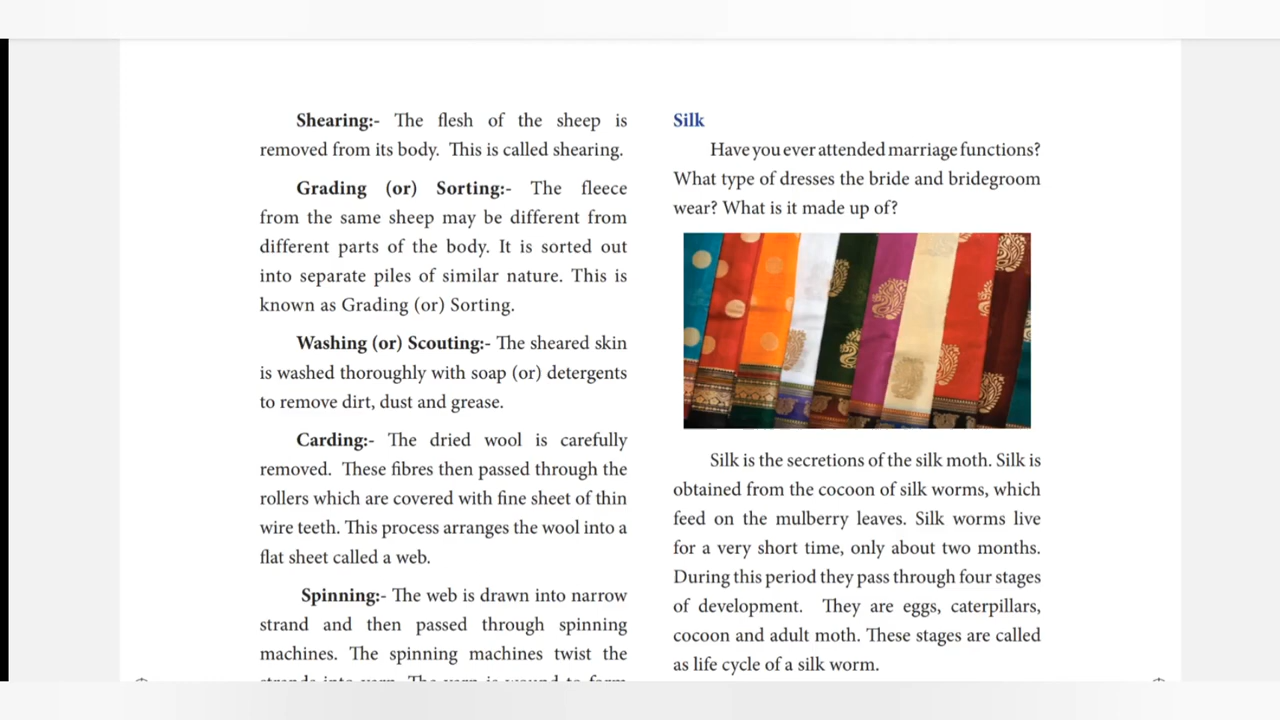 Shearing:- The flesh of the sheep is
removed from its body. This is called shearing.
Grading (or) Sorting:- The fleece
from the same sheep may be different from
different parts of the body. It is sorted out
into separate piles of similar nature. This is
known as Grading (or) Sorting.
Washing (or) Scouting:- The sheared skin
is washed thoroughly with soap (or) detergents
to remove dirt, dust and grease.
Carding:- The dried wool is carefully
removed. These fibres then passed through the
rollers which are covered with fine sheet of thin
wire teeth. This process arranges the wool into a
flat sheet called a web.
Spinning:- The web is drawn into narrow
strand and then passed through spinning
machines. The spinning machines twist the
Silk
Have you ever attended marriage functions?
What type of dresses the bride and bridegroom
wear? What is it made up of?
Silk is the secretions of the silk moth. Silk is
obtained from the cocoon of silk worms, which
feed on the mulberry leaves. Silk worms live
for a very short time, only about two months.
During this period they pass through four stages
of development. They are eggs, caterpillars,
cocoon and adult moth. These stages are called
as life cycle of a silk worm.